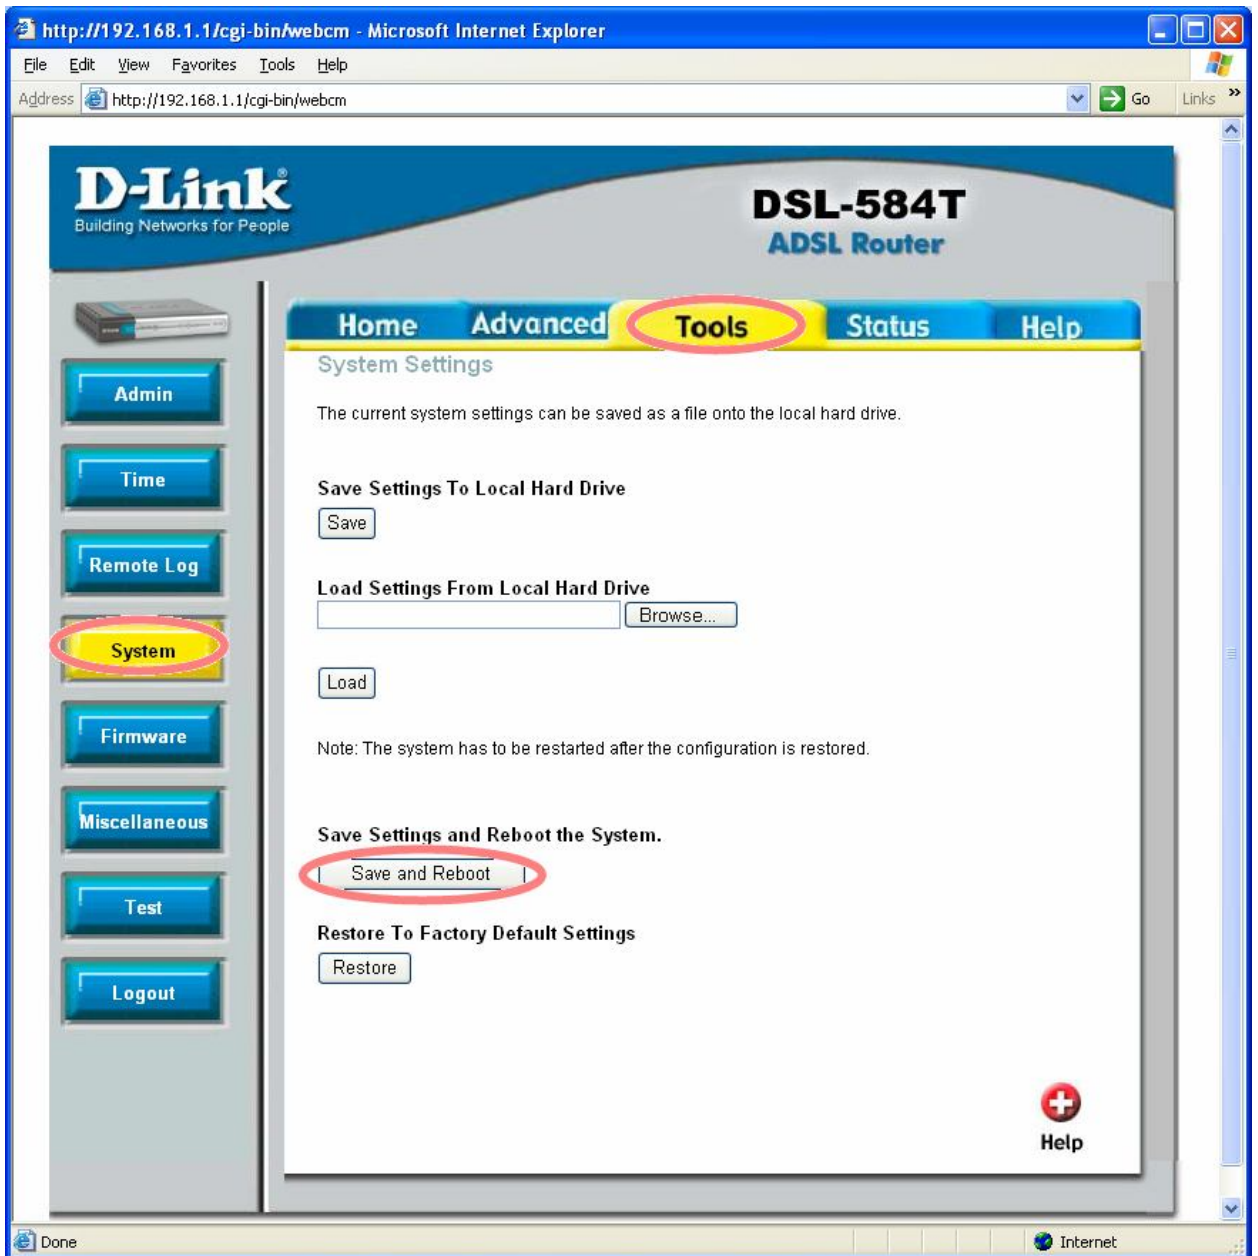 http://192.168.1.1/cgi-bin/webcm - Microsoft Internet Explorer
File Edit View Favorites Tools Help
Address http://192.168.1.1/cgi-bin/webcm Go Links »
D-Link®
Building Networks for People
DSL-584T
ADSL Router
Home Advanced Tools Status Help
Admin
Time
Remote Log
System
Firmware
Miscellaneous
Test
Logout
System Settings
The current system settings can be saved as a file onto the local hard drive.
Save Settings To Local Hard Drive
Save
Load Settings From Local Hard Drive
Browse...
Load
Note: The system has to be restarted after the configuration is restored.
Save Settings and Reboot the System.
Save and Reboot
Restore To Factory Default Settings
Restore
Help
Done Internet